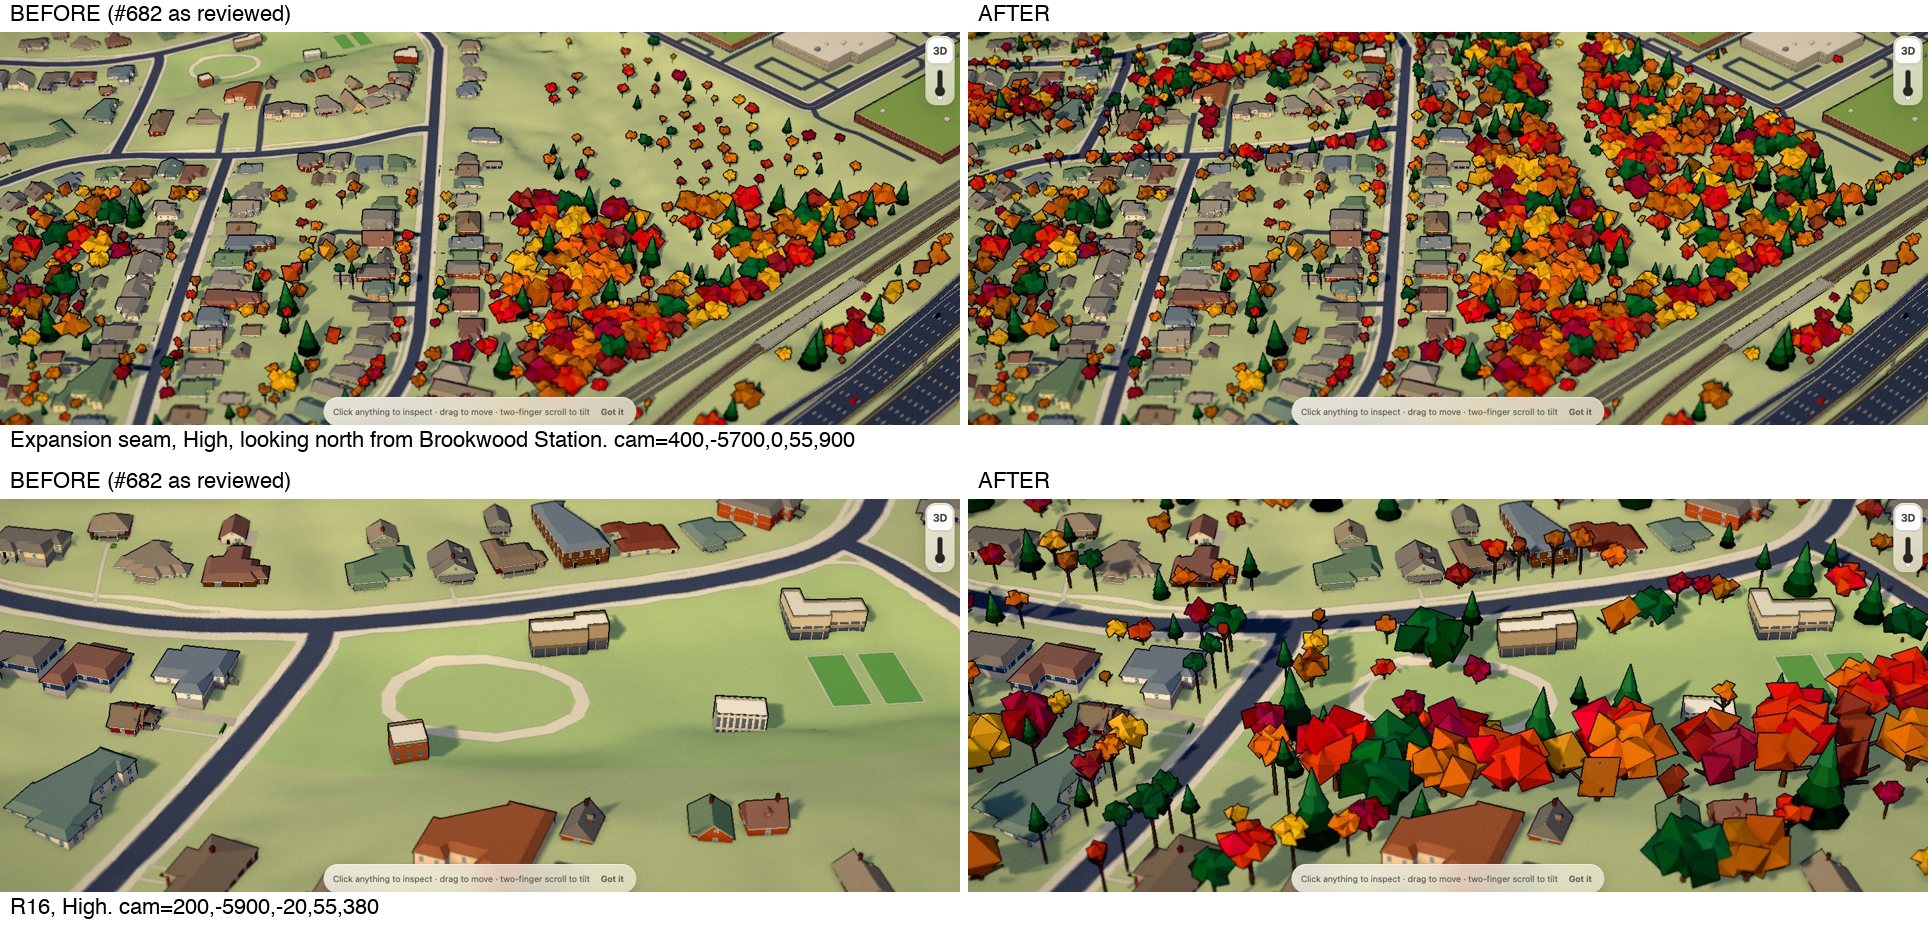 BEFORE (#682 as reviewed)
AFTER
3D
3D
Click anything to inspect · drag to move · two-finger scroll to tilt Got it
Click anything to inspect · drag to move · two-finger scroll to tilt Got it
Expansion seam, High, looking north from Brookwood Station. cam=400,-5700,0,55,900
BEFORE (#682 as reviewed)
AFTER
3D
3D
Click anything to inspect · drag to move · two-finger scroll to tilt Got it
Click anything to inspect · drag to move · two-finger scroll to tilt Got it
R16, High. cam=200,-5900,-20,55,380